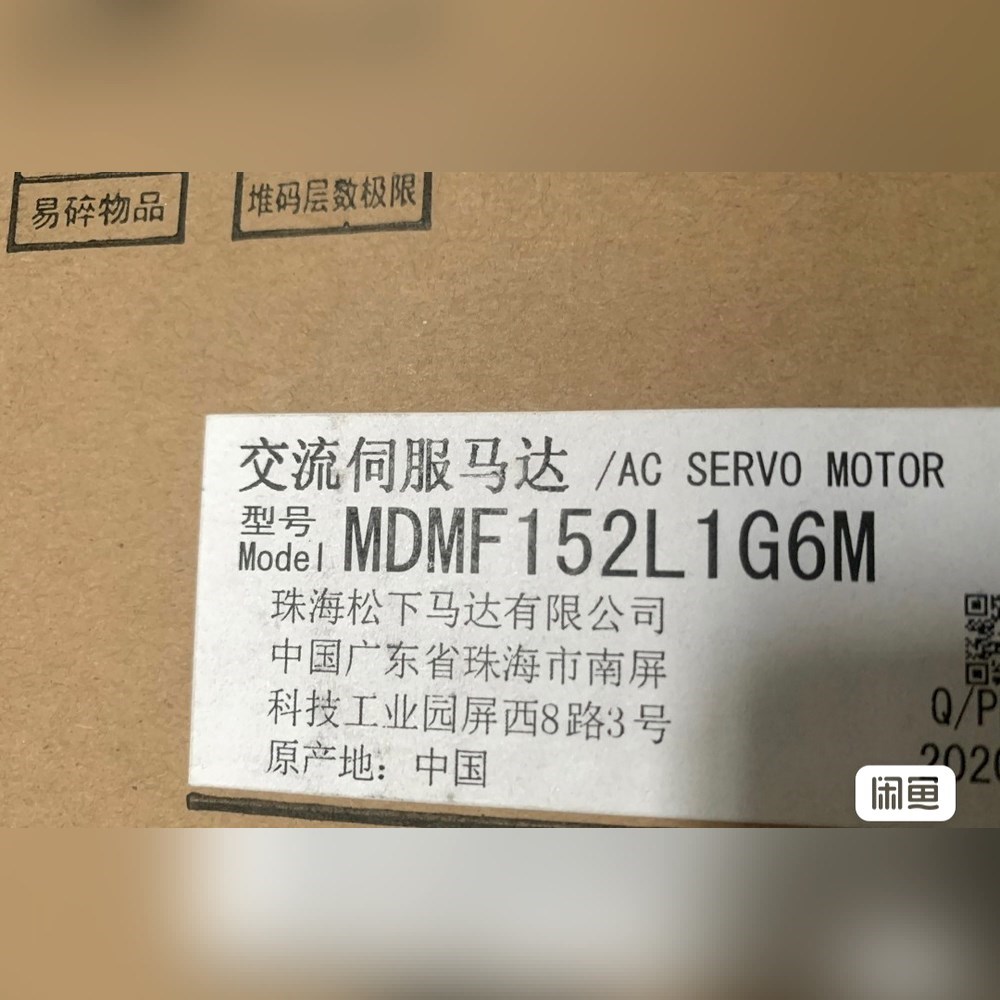 易碎物品
堆码层数极限
交流伺服马达 /AC SERVO MOTOR
型号
Model MDMF152L1G6M
珠海松下马达有限公司
中国广东省珠海市南屏
科技工业园屏西8路3号
原产地：中国
Q/P
2020
闲鱼